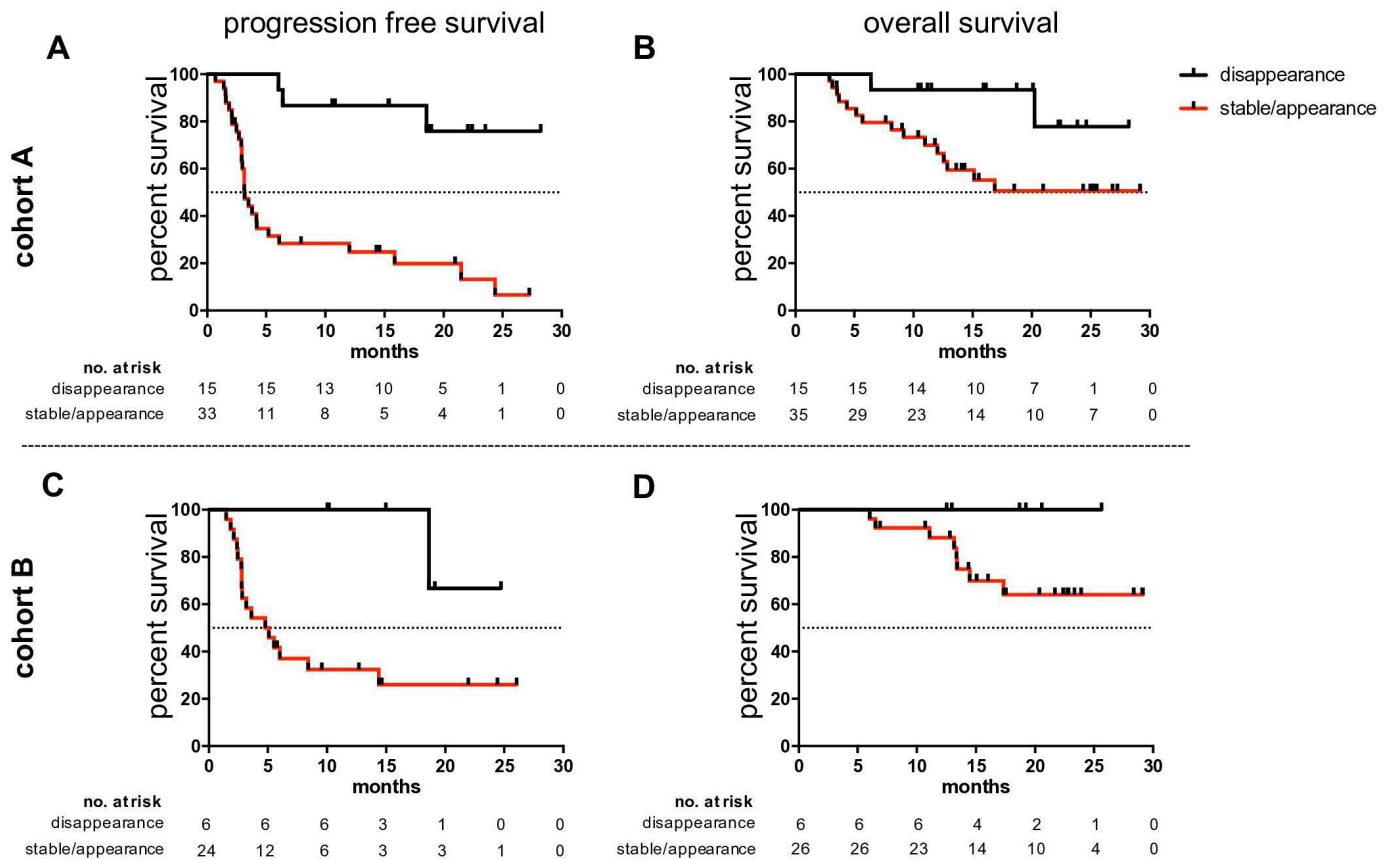 progression free survival
overall survival
A
B
disappearance
stable/appearance
cohort A
percent survival
100
80
60
40
20
0
0 5 10 15 20 25 30
months
no. at risk
disappearance 15 15 13 10 5 1 0
stable/appearance 33 11 8 5 4 1 0
percent survival
100
80
60
40
20
0
0 5 10 15 20 25 30
months
no. at risk
disappearance 15 15 14 10 7 1 0
stable/appearance 35 29 23 14 10 7 0
C
D
cohort B
percent survival
100
80
60
40
20
0
0 5 10 15 20 25 30
months
no. at risk
disappearance 6 6 6 3 1 0 0
stable/appearance 24 12 6 3 3 1 0
percent survival
100
80
60
40
20
0
0 5 10 15 20 25 30
months
no. at risk
disappearance 6 6 6 4 2 1 0
stable/appearance 26 26 23 14 10 4 0